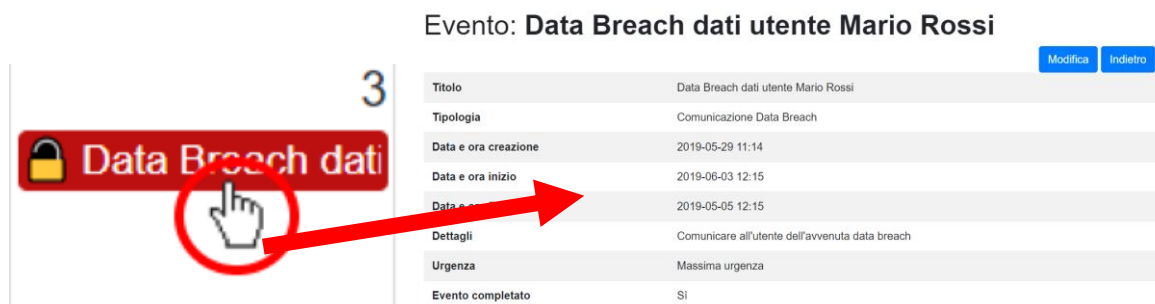 Evento: Data Breach dati utente Mario Rossi
Modifica Indietro
3
Data Breach dati
Titolo Data Breach dati utente Mario Rossi
Tipologia Comunicazione Data Breach
Data e ora creazione 2019-05-29 11:14
Data e ora inizio 2019-06-03 12:15
Data e 2019-05-05 12:15
Dettagli Comunicare all'utente dell'avvenuta data breach
Urgenza Massima urgenza
Evento completato Sì